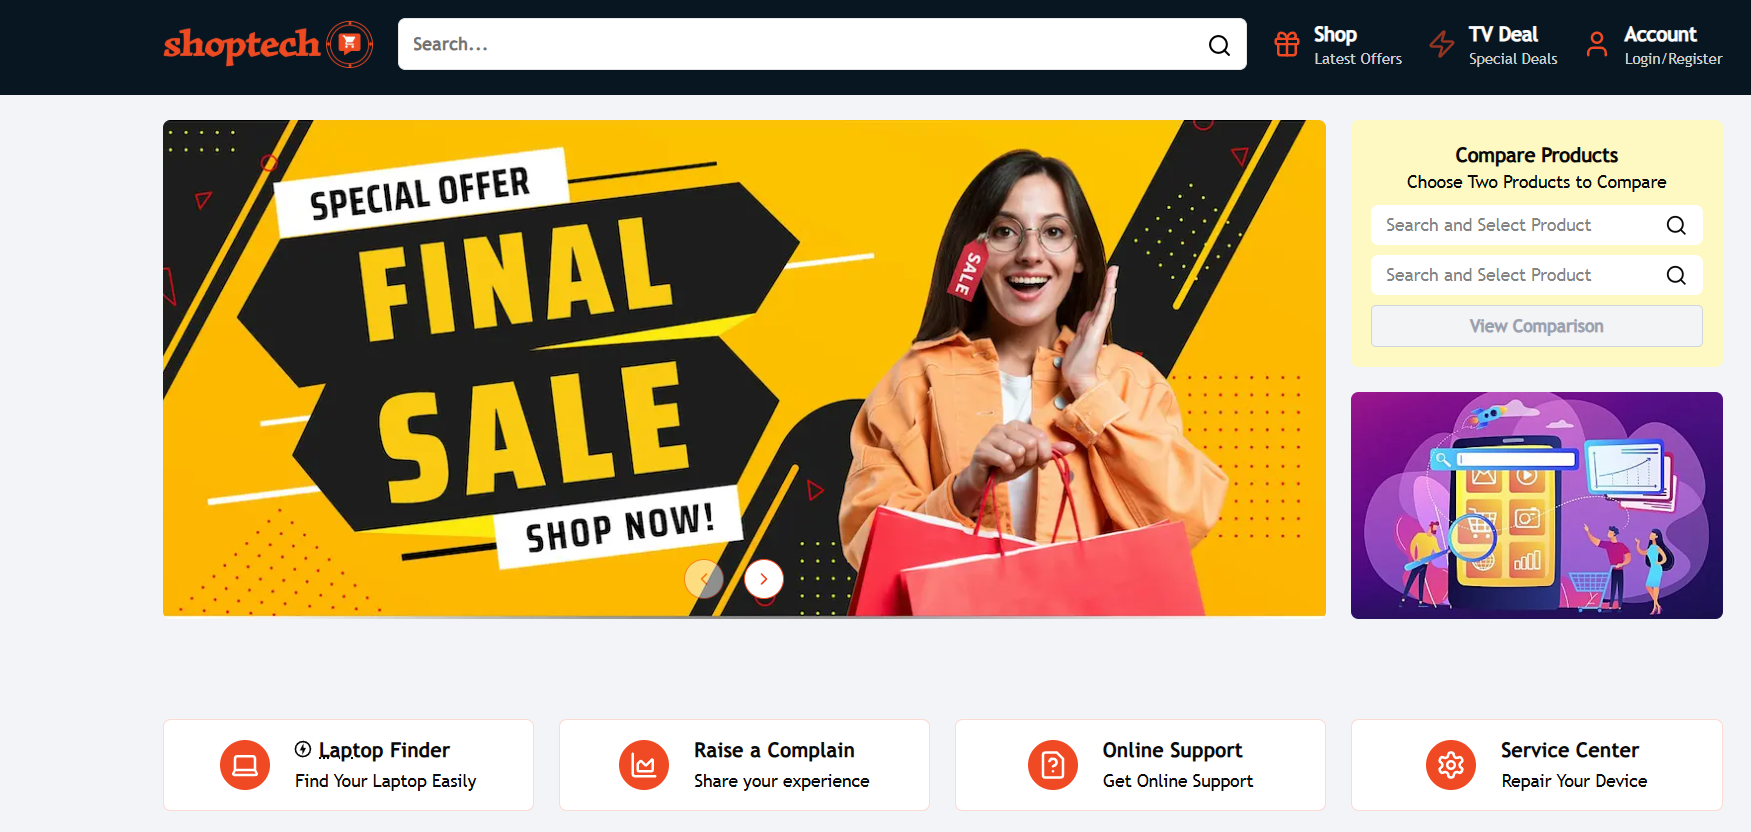 shoptech
Search...
Shop
Latest Offers
TV Deal
Special Deals
Account
Login/Register
SPECIAL OFFER
FINAL
SALE
SHOP NOW!
SALE
Compare Products
Choose Two Products to Compare
Search and Select Product
Search and Select Product
View Comparison
Laptop Finder
Find Your Laptop Easily
Raise a Complain
Share your experience
Online Support
Get Online Support
Service Center
Repair Your Device